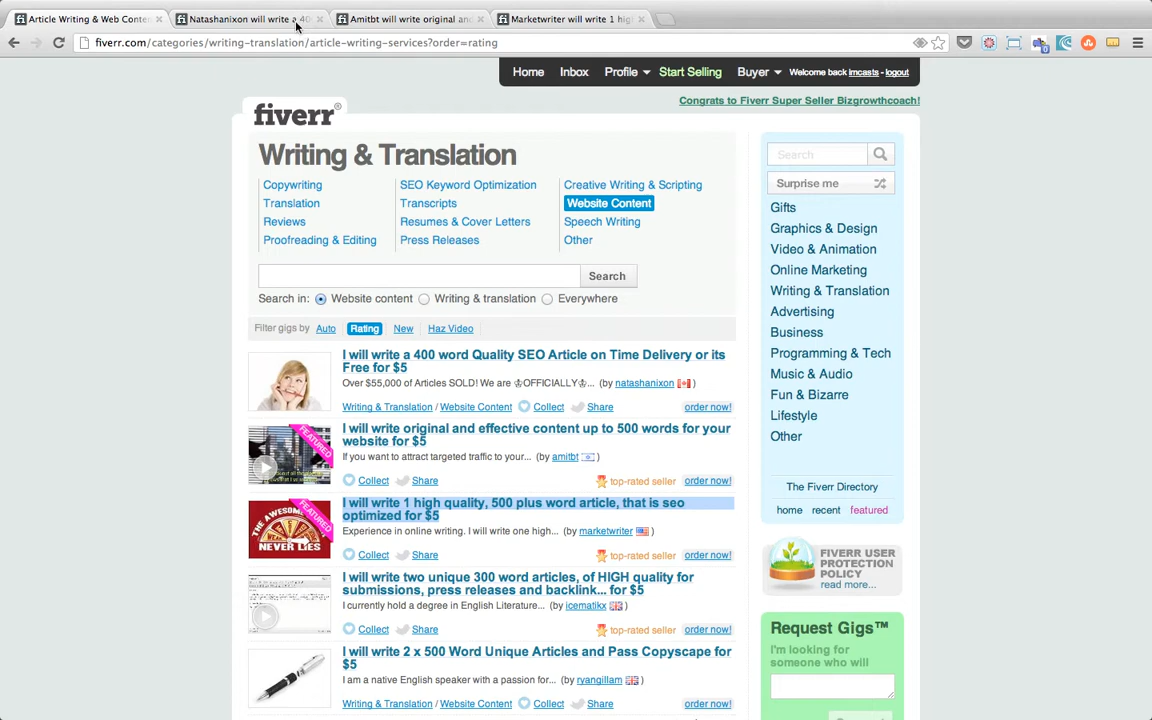 Article Writing & Web Conte
Natashanixon will write a 40
Amitbt will write original and
Marketwriter will write 1 hig
fiverr.com/categories/writing-translation/article-writing-services?order=rating
Home Inbox Profile Start Selling Buyer Welcome back imcasts - logout
Congrats to Fiverr Super Seller Bizgrowthcoach!
fiverr®
Writing & Translation
Copywriting SEO Keyword Optimization Creative Writing & Scripting
Translation Transcripts Website Content
Reviews Resumes & Cover Letters Speech Writing
Proofreading & Editing Press Releases Other
Search
Search in: Website content Writing & translation Everywhere
Filter gigs by Auto Rating New Haz Video
I will write a 400 word Quality SEO Article on Time Delivery or its
Free for $5
Over $55,000 of Articles SOLD! We are ♔OFFICIALLY♔... (by natashanixon )
Writing & Translation / Website Content Collect Share order now!
FEATURED
I will write original and effective content up to 500 words for your
website for $5
If you want to attract targeted traffic to your... (by amitbt )
Collect Share top-rated seller order now!
FEATURED
THE AWESOME
NEVER LIES
I will write 1 high quality, 500 plus word article, that is seo
optimized for $5
Experience in online writing. I will write one high... (by marketwriter )
Collect Share top-rated seller order now!
I will write two unique 300 word articles, of HIGH quality for
submissions, press releases and backlink... for $5
I currently hold a degree in English Literature... (by icematikx )
Collect Share top-rated seller order now!
I will write 2 x 500 Word Unique Articles and Pass Copyscape for
$5
I am a native English speaker with a passion for... (by ryangillam )
Writing & Translation / Website Content Collect Share order now!
Search
Surprise me
Gifts
Graphics & Design
Video & Animation
Online Marketing
Writing & Translation
Advertising
Business
Programming & Tech
Music & Audio
Fun & Bizarre
Lifestyle
Other
The Fiverr Directory
home recent featured
FIVERR USER
PROTECTION
POLICY
read more...
Request Gigs™
I'm looking for
someone who will